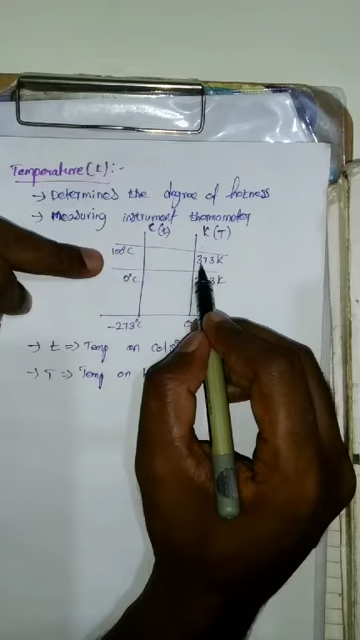 Temperature (t):-
→ Determines the degree of hotness
→ Measuring instrument thermometer
c(t) K(T)
100°C 373K
0°C
-273°C
→ t ⇒ Temp on
→ T ⇒ Temp on